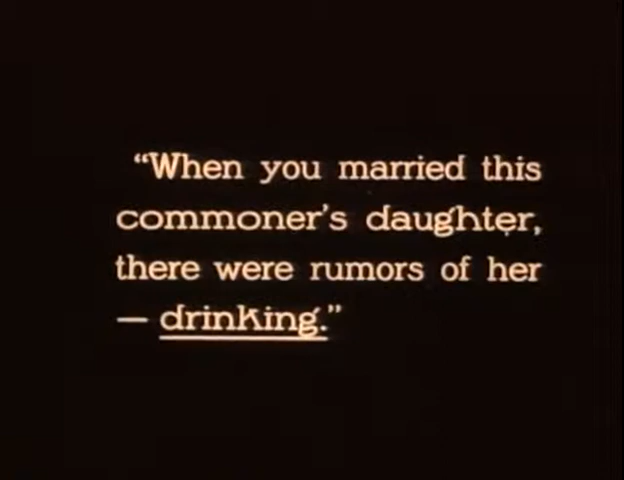 “When you married this
commoner’s daughter,
there were rumors of her
— drinking.”